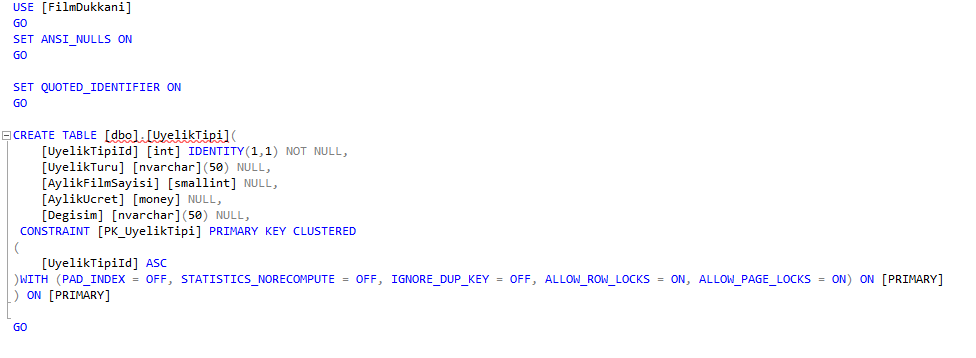 USE [FilmDukkani]
GO
SET ANSI_NULLS ON
GO
SET QUOTED_IDENTIFIER ON
GO
CREATE TABLE [dbo].[UyelikTipi](
[UyelikTipiId] [int] IDENTITY(1,1) NOT NULL,
[UyelikTuru] [nvarchar](50) NULL,
[AylikFilmSayisi] [smallint] NULL,
[AylikUcret] [money] NULL,
[Degisim] [nvarchar](50) NULL,
CONSTRAINT [PK_UyelikTipi] PRIMARY KEY CLUSTERED
(
[UyelikTipiId] ASC
)WITH (PAD_INDEX = OFF, STATISTICS_NORECOMPUTE = OFF, IGNORE_DUP_KEY = OFF, ALLOW_ROW_LOCKS = ON, ALLOW_PAGE_LOCKS = ON) ON [PRIMARY]
) ON [PRIMARY]
GO